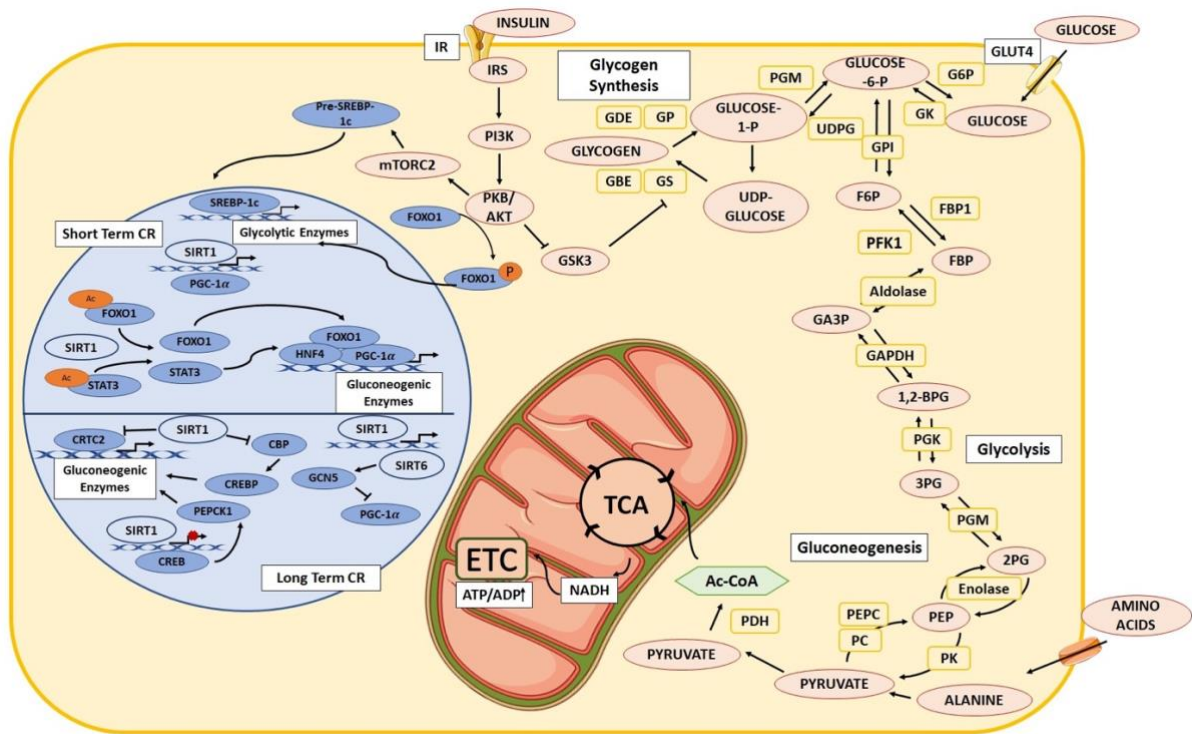 INSULIN
IR
IRS
GLUCOSE
GLUT4
Glycogen
Synthesis
PGM
GLUCOSE
-6-P
G6P
GK
GLUCOSE
GDE
GP
GLUCOSE-
1-P
UDPG
GPI
GLYCOGEN
GBE
GS
UDP-
GLUCOSE
Pre-SREBP-
1c
PI3K
mTORC2
PKB/
AKT
FOXO1
GSK3
FOXO1
P
F6P
FBP1
PFK1
FBP
Aldolase
GA3P
GAPDH
1,2-BPG
PGK
Glycolysis
3PG
PGM
Gluconeogenesis
2PG
Enolase
PEP
PEPC
PC
PK
PYRUVATE
ALANINE
AMINO
ACIDS
PYRUVATE
PDH
Ac-CoA
TCA
ETC
ATP/ADP↑
NADH
SREBP-1c
Short Term CR
Glycolytic Enzymes
SIRT1
PGC-1α
Ac
FOXO1
SIRT1
FOXO1
Ac
STAT3
STAT3
FOXO1
HNF4
PGC-1α
Gluconeogenic
Enzymes
CRTC2
SIRT1
CBP
SIRT1
Gluconeogenic
Enzymes
CREBP
GCN5
SIRT6
PEPCK1
PGC-1α
SIRT1
CREB
Long Term CR